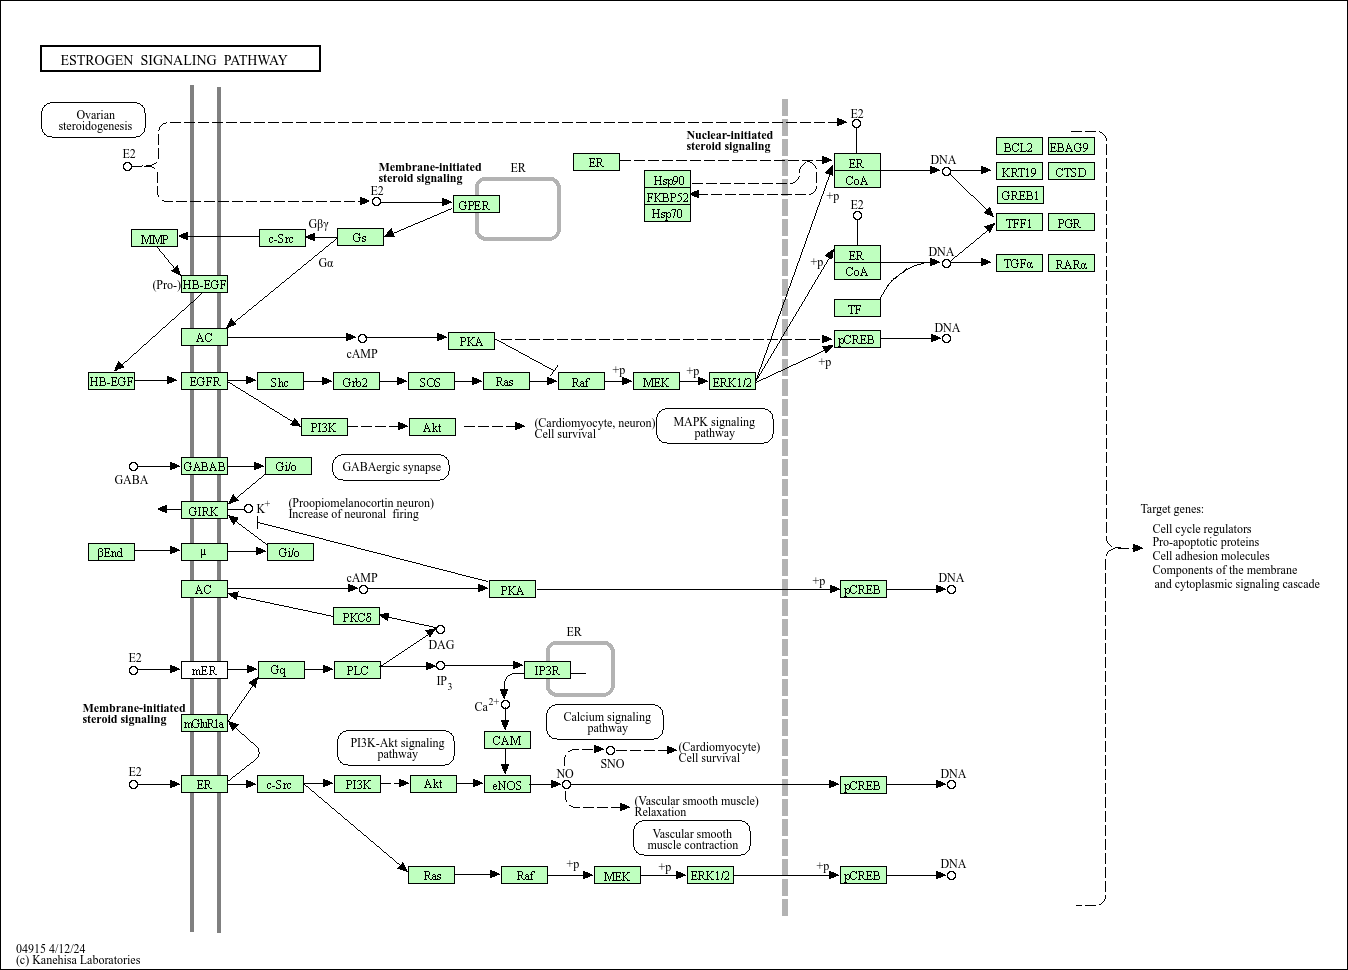 ESTROGEN SIGNALING PATHWAY
Ovarian
steroidogenesis
E2
Membrane-initiated
steroid signaling
E2
ER
GPER
ER
Nuclear-initiated
steroid signaling
Hsp90
FKBP52
Hsp70
E2
ER
CoA
+p
DNA
BCL2
EBAG9
KRT19
CTSD
GREB1
TFF1
PGR
TGFα
RARα
MMP
c-Src
Gβγ
Gs
Gα
E2
ER
CoA
+p
DNA
TF
(Pro-)
HB-EGF
AC
cAMP
PKA
pCREB
+p
DNA
HB-EGF
EGFR
Shc
Grb2
SOS
Ras
Raf
+p
MEK
+p
ERK1/2
PI3K
Akt
(Cardiomyocyte, neuron)
Cell survival
MAPK signaling
pathway
GABA
GABAB
Gi/o
GABAergic synapse
GIRK
K+
(Propiomelanocortin neuron)
Increase of neuronal firing
βEnd
μ
Gi/o
AC
cAMP
PKA
+p
pCREB
DNA
PKCδ
DAG
E2
mER
Gq
PLC
IP3
ER
IP3R
Ca2+
Membrane-initiated
steroid signaling
mGluR1a
CAM
Calcium signaling
pathway
PI3K-Akt signaling
pathway
E2
ER
c-Src
PI3K
Akt
eNOS
NO
SNO
(Cardiomyocyte)
Cell survival
pCREB
DNA
(Vascular smooth muscle)
Relaxation
Vascular smooth
muscle contraction
Ras
Raf
+p
MEK
+p
ERK1/2
+p
pCREB
DNA
Target genes:
Cell cycle regulators
Pro-apoptotic proteins
Cell adhesion molecules
Components of the membrane
and cytoplasmic signaling cascade
04915 4/12/24
(c) Kanehisa Laboratories